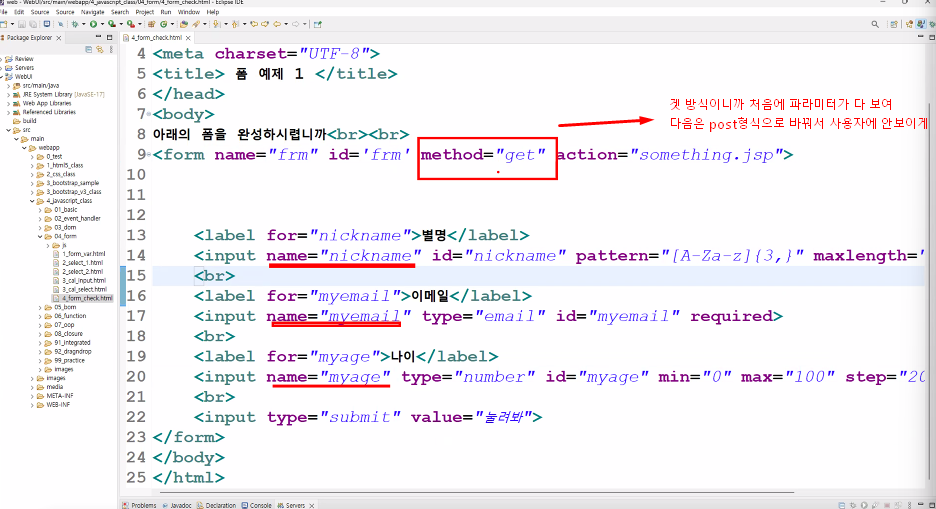 web - WebUI/src/main/webapp/4_javascript_class/04_form/4_form_check.html - Eclipse IDE
File Edit Source Navigate Search Project Run Window Help
Package Explorer
Review
Servers
WebUI
src/main/java
JRE System Library [JavaSE-17]
Web App Libraries
Referenced Libraries
build
src
main
webapp
0_test
1_html5_class
2_css_class
3_bootstrap_sample
3_bootstrap_v3_class
4_javascript_class
01_basic
02_event_handler
03_dom
04_form
js
1_form_var.html
2_select_1.html
2_select_2.html
3_cal_input.html
3_cal_select.html
4_form_check.html
05_bom
06_function
07_oop
08_closure
91_integrated
92_dragndrop
99_practice
images
images
media
META-INF
WEB-INF
4_form_check.html
4 <meta charset="UTF-8">
5 <title> 폼 예제 1 </title>
6 </head>
7 <body>
8 아래의 폼을 완성하시렵니까<br><br>
9 <form name="frm" id='frm' method="get" action="something.jsp">
10
11
12
13 <label for="nickname">별명</label>
14 <input name="nickname" id="nickname" pattern="[A-Za-z]{3,}" maxlength="
15 <br>
16 <label for="myemail">이메일</label>
17 <input name="myemail" type="email" id="myemail" required>
18 <br>
19 <label for="myage">나이</label>
20 <input name="myage" type="number" id="myage" min="0" max="100" step="20
21 <br>
22 <input type="submit" value="눌러봐">
23 </form>
24 </body>
25 </html>
겟 방식이니까 처음에 파라미터가 다 보여
다음은 post형식으로 바꿔서 사용자에 안보이게
Problems Javadoc Declaration Console Servers